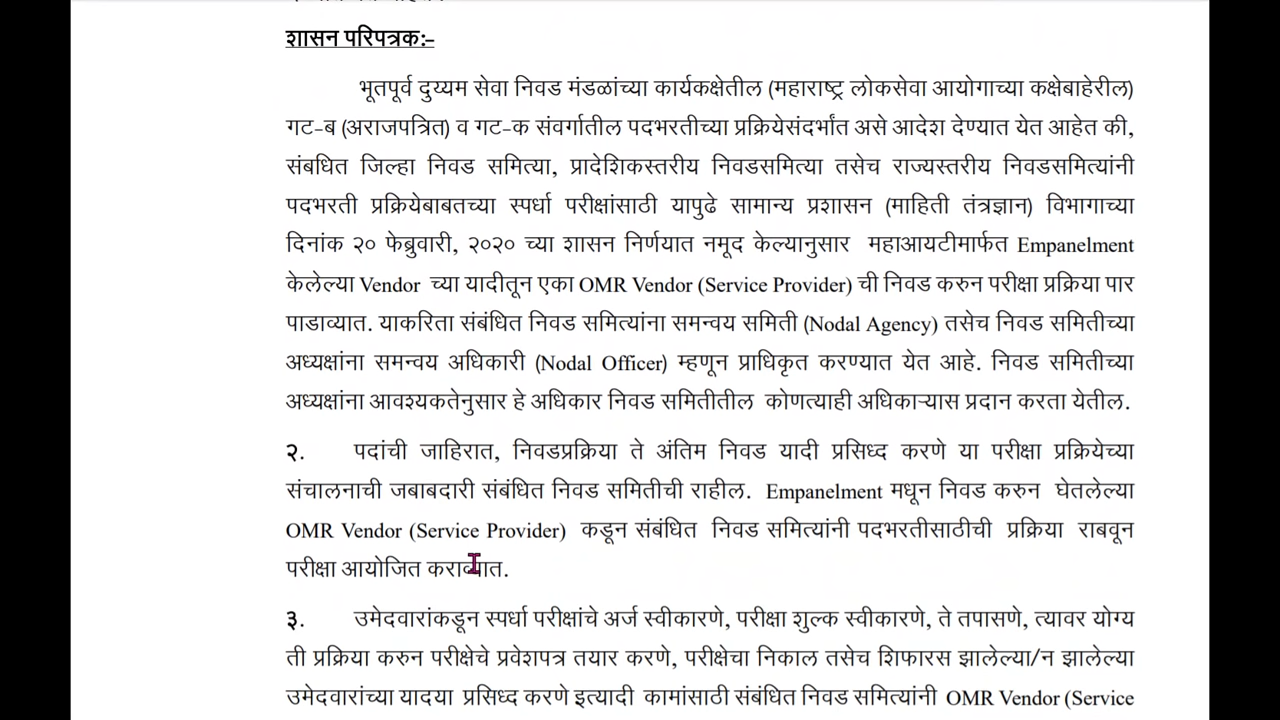 शासन परिपत्रक:-
भूतपूर्व दुय्यम सेवा निवड मंडळांच्या कार्यकक्षेतील (महाराष्ट्र लोकसेवा आयोगाच्या कक्षेबाहेरील)
गट-ब (अराजपत्रित) व गट-क संवर्गातील पदभरतीच्या प्रक्रियेसंदर्भांत असे आदेश देण्यात येत आहेत की,
संबधित जिल्हा निवड समित्या, प्रादेशिकस्तरीय निवडसमित्या तसेच राज्यस्तरीय निवडसमित्यांनी
पदभरती प्रक्रियेबाबतच्या स्पर्धा परीक्षांसाठी यापुढे सामान्य प्रशासन (माहिती तंत्रज्ञान) विभागाच्या
दिनांक २० फेब्रुवारी, २०२० च्या शासन निर्णयात नमूद केल्यानुसार महाआयटीमार्फत Empanelment
केलेल्या Vendor च्या यादीतून एका OMR Vendor (Service Provider) ची निवड करुन परीक्षा प्रक्रिया पार
पाडाव्यात. याकरिता संबंधित निवड समित्यांना समन्वय समिती (Nodal Agency) तसेच निवड समितीच्या
अध्यक्षांना समन्वय अधिकारी (Nodal Officer) म्हणून प्राधिकृत करण्यात येत आहे. निवड समितीच्या
अध्यक्षांना आवश्यकतेनुसार हे अधिकार निवड समितीतील कोणत्याही अधिकाऱ्यास प्रदान करता येतील.
२. पदांची जाहिरात, निवडप्रक्रिया ते अंतिम निवड यादी प्रसिध्द करणे या परीक्षा प्रक्रियेच्या
संचालनाची जबाबदारी संबंधित निवड समितीची राहील. Empanelment मधून निवड करुन घेतलेल्या
OMR Vendor (Service Provider) कडून संबंधित निवड समित्यांनी पदभरतीसाठीची प्रक्रिया राबवून
परीक्षा आयोजित कराव्यात.
३. उमेदवारांकडून स्पर्धा परीक्षांचे अर्ज स्वीकारणे, परीक्षा शुल्क स्वीकारणे, ते तपासणे, त्यावर योग्य
ती प्रक्रिया करुन परीक्षेचे प्रवेशपत्र तयार करणे, परीक्षेचा निकाल तसेच शिफारस झालेल्या/न झालेल्या
उमेदवारांच्या यादया प्रसिध्द करणे इत्यादी कामांसाठी संबंधित निवड समित्यांनी OMR Vendor (Service